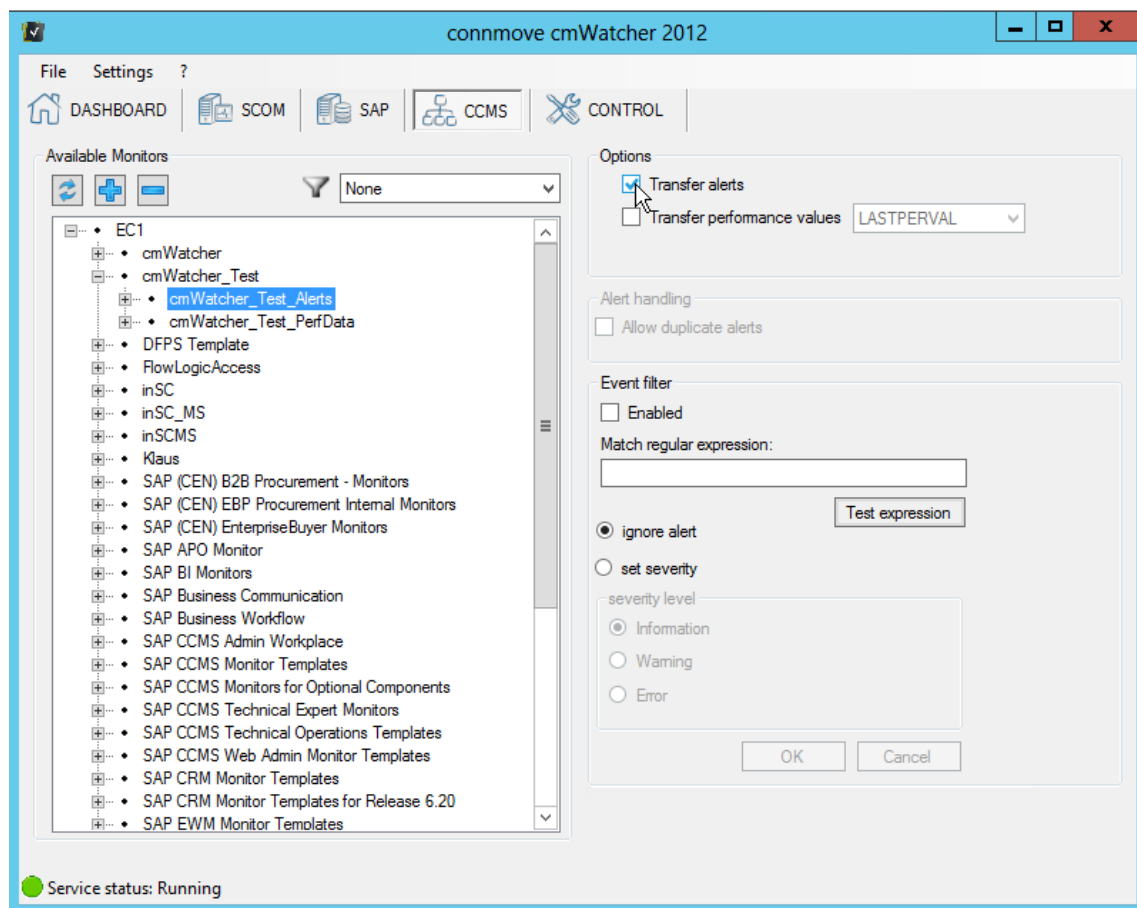 connmove cmWatcher 2012
File Settings ?
DASHBOARD SCOM SAP CCMS CONTROL
Available Monitors
None
EC1
cmWatcher
cmWatcher_Test
cmWatcher_Test_Alerts
cmWatcher_Test_PerfData
DFPS Template
FlowLogicAccess
inSC
inSC_MS
inSCMS
Klaus
SAP (CEN) B2B Procurement - Monitors
SAP (CEN) EBP Procurement Internal Monitors
SAP (CEN) EnterpriseBuyer Monitors
SAP APO Monitor
SAP BI Monitors
SAP Business Communication
SAP Business Workflow
SAP CCMS Admin Workplace
SAP CCMS Monitor Templates
SAP CCMS Monitors for Optional Components
SAP CCMS Technical Expert Monitors
SAP CCMS Technical Operations Templates
SAP CCMS Web Admin Monitor Templates
SAP CRM Monitor Templates
SAP CRM Monitor Templates for Release 6.20
SAP EWM Monitor Templates
Options
Transfer alerts
Transfer performance values LASTPERVAL
Alert handling
Allow duplicate alerts
Event filter
Enabled
Match regular expression:
Test expression
ignore alert
set severity
severity level
Information
Warning
Error
OK Cancel
Service status: Running